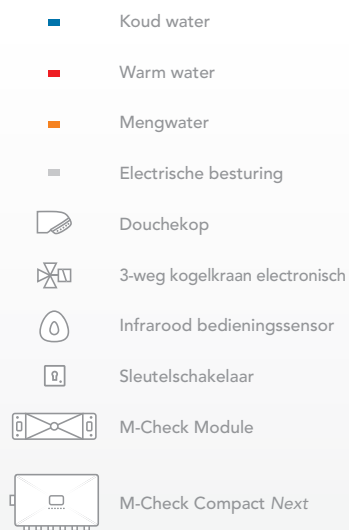 Koud water
Warm water
Mengwater
Electrische besturing
Douchekop
3-weg kogelkraan electronisch
Infrarood bedieningssensor
Sleutelschakelaar
M-Check Module
M-Check Compact Next